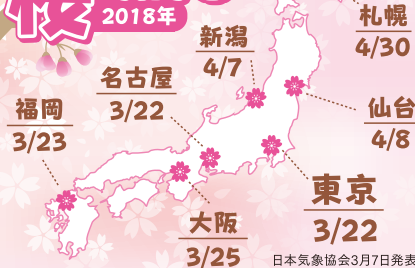 桜
2018年
札幌
4/30
新潟
4/7
名古屋
3/22
仙台
4/8
福岡
3/23
東京
3/22
大阪
3/25
日本気象協会3月7日発表